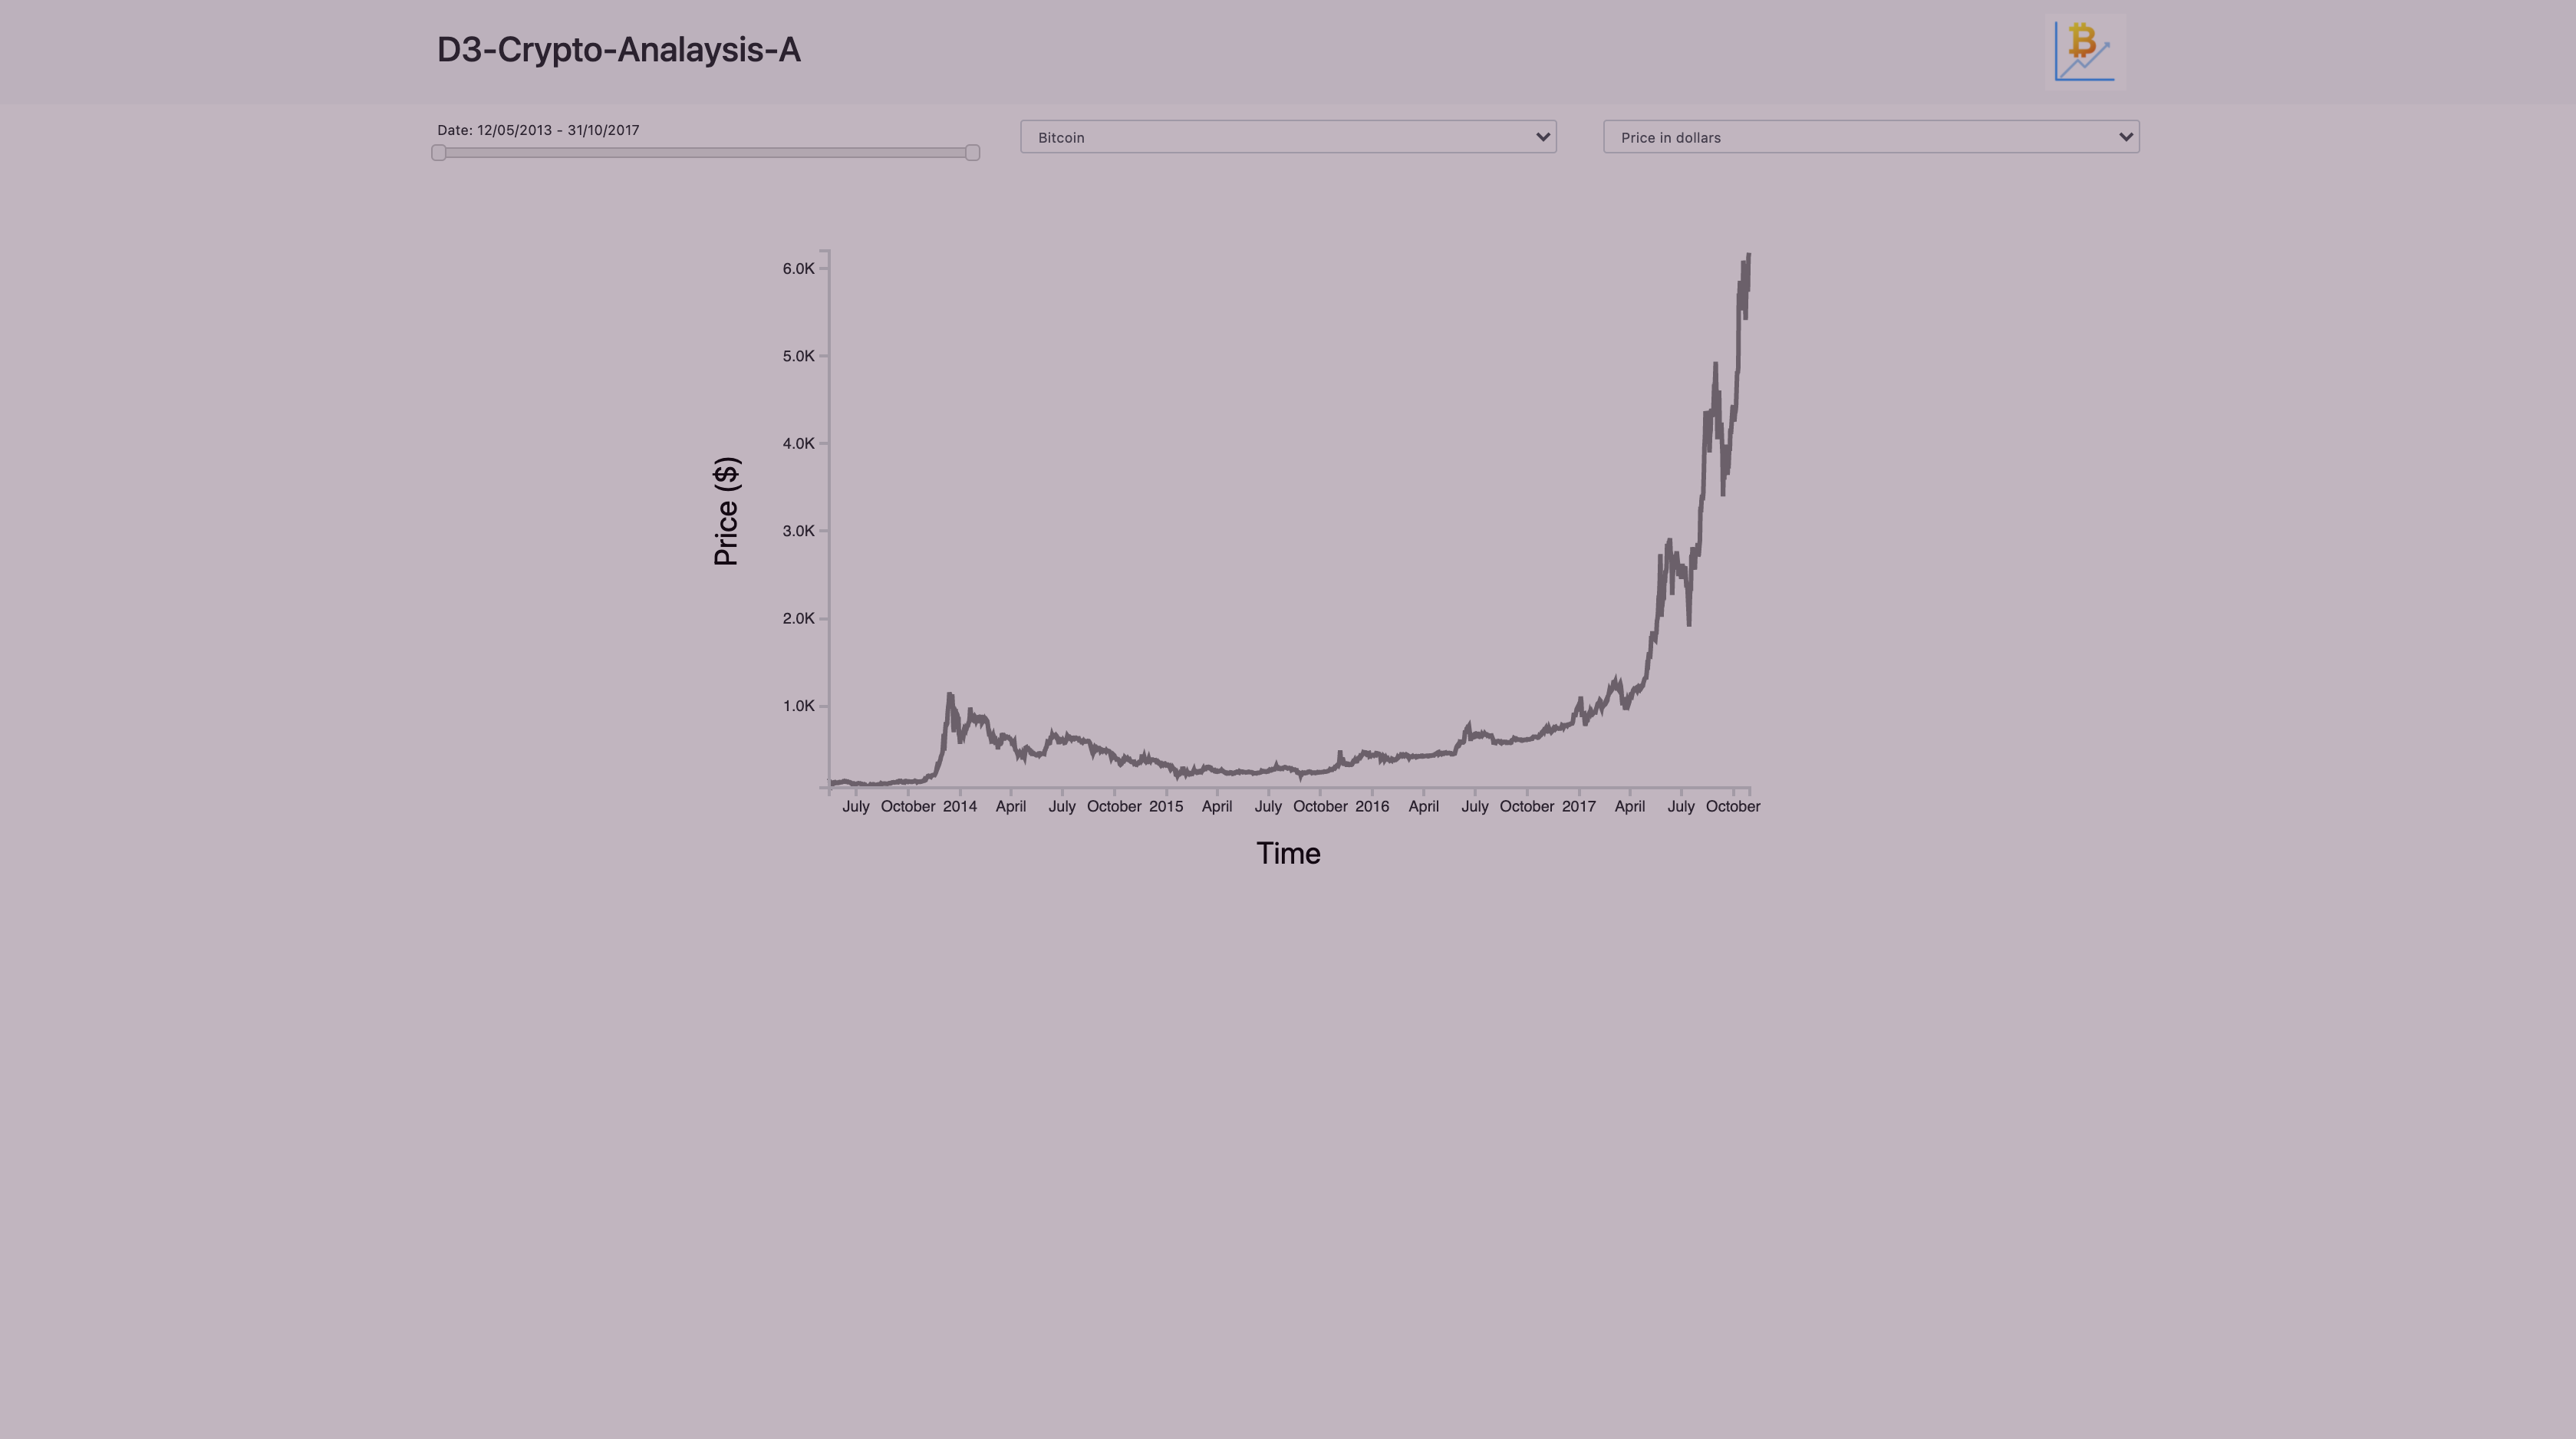 D3-Crypto-Analaysis-A
Date: 12/05/2013 - 31/10/2017
Bitcoin
Price in dollars
6.0K
5.0K
4.0K
3.0K
2.0K
1.0K
Price ($)
July October 2014 April July October 2015 April July October 2016 April July October 2017 April July October
Time